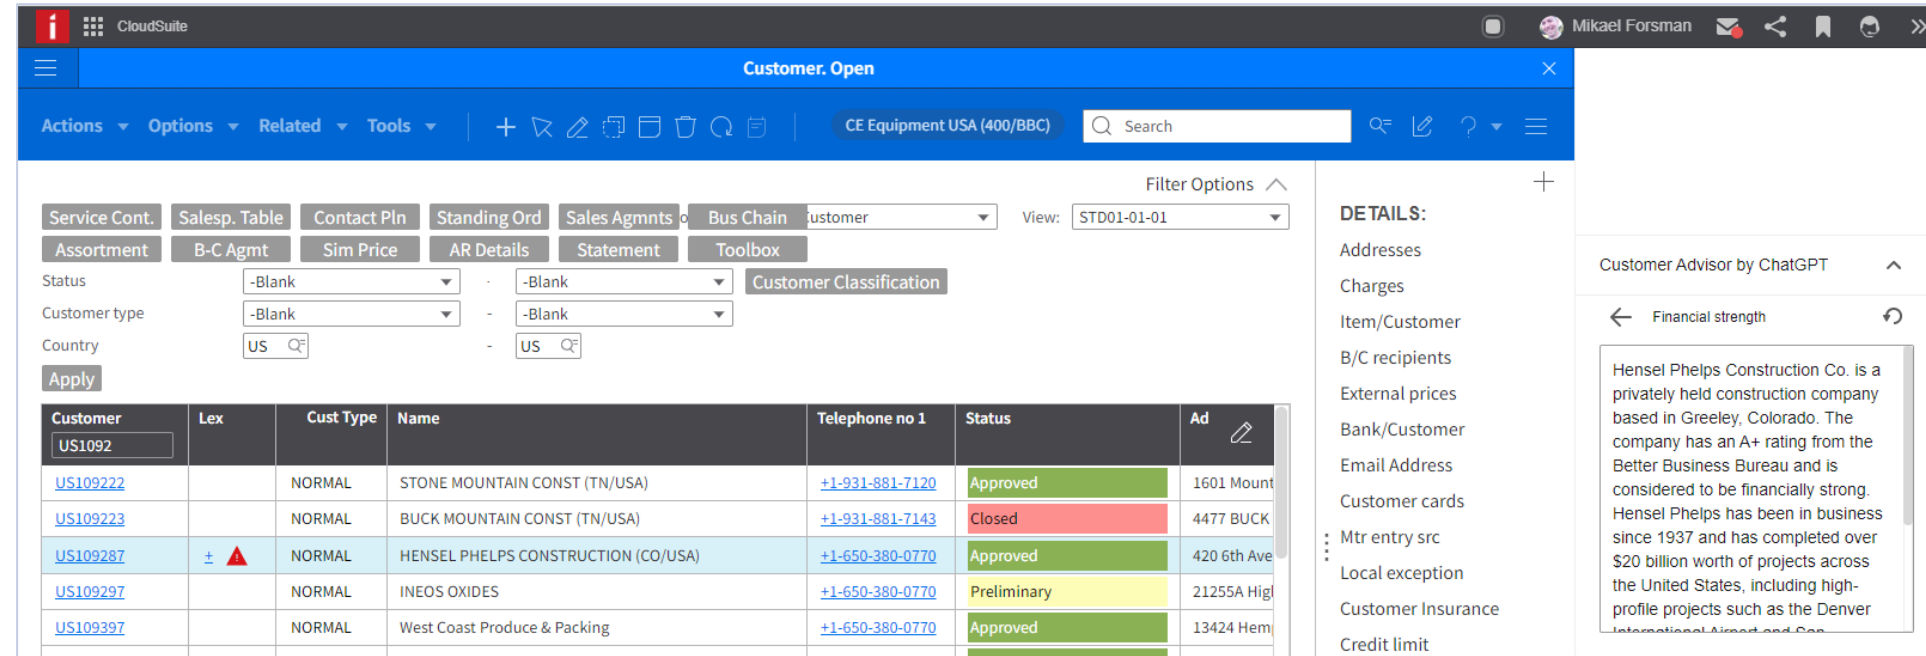 CloudSuite
Mikael Forsman
Customer. Open
Actions Options Related Tools
CE Equipment USA (400/BBC)
Search
Filter Options
Service Cont. Salesp. Table Contact Pln Standing Ord Sales Agmnts Bus Chain
View: STD01-01-01
Assortment B-C Agmt Sim Price AR Details Statement Toolbox
Status -Blank - -Blank Customer Classification
Customer type -Blank - -Blank
Country US - US
Apply
Customer Lex Cust Type Name Telephone no 1 Status Ad
US1092
US109222 NORMAL STONE MOUNTAIN CONST (TN/USA) +1-931-881-7120 Approved 1601 Mount
US109223 NORMAL BUCK MOUNTAIN CONST (TN/USA) +1-931-881-7143 Closed 4477 BUCK
US109287 + NORMAL HENSEL PHELPS CONSTRUCTION (CO/USA) +1-650-380-0770 Approved 420 6th Ave
US109297 NORMAL INEOS OXIDES +1-650-380-0770 Preliminary 21255A Higl
US109397 NORMAL West Coast Produce & Packing +1-650-380-0770 Approved 13424 Hem
DETAILS:
Addresses
Charges
Item/Customer
B/C recipients
External prices
Bank/Customer
Email Address
Customer cards
Mtr entry src
Local exception
Customer Insurance
Credit limit
Customer Advisor by ChatGPT
Financial strength
Hensel Phelps Construction Co. is a
privately held construction company
based in Greeley, Colorado. The
company has an A+ rating from the
Better Business Bureau and is
considered to be financially strong.
Hensel Phelps has been in business
since 1937 and has completed over
$20 billion worth of projects across
the United States, including high-
profile projects such as the Denver
International Airport and San